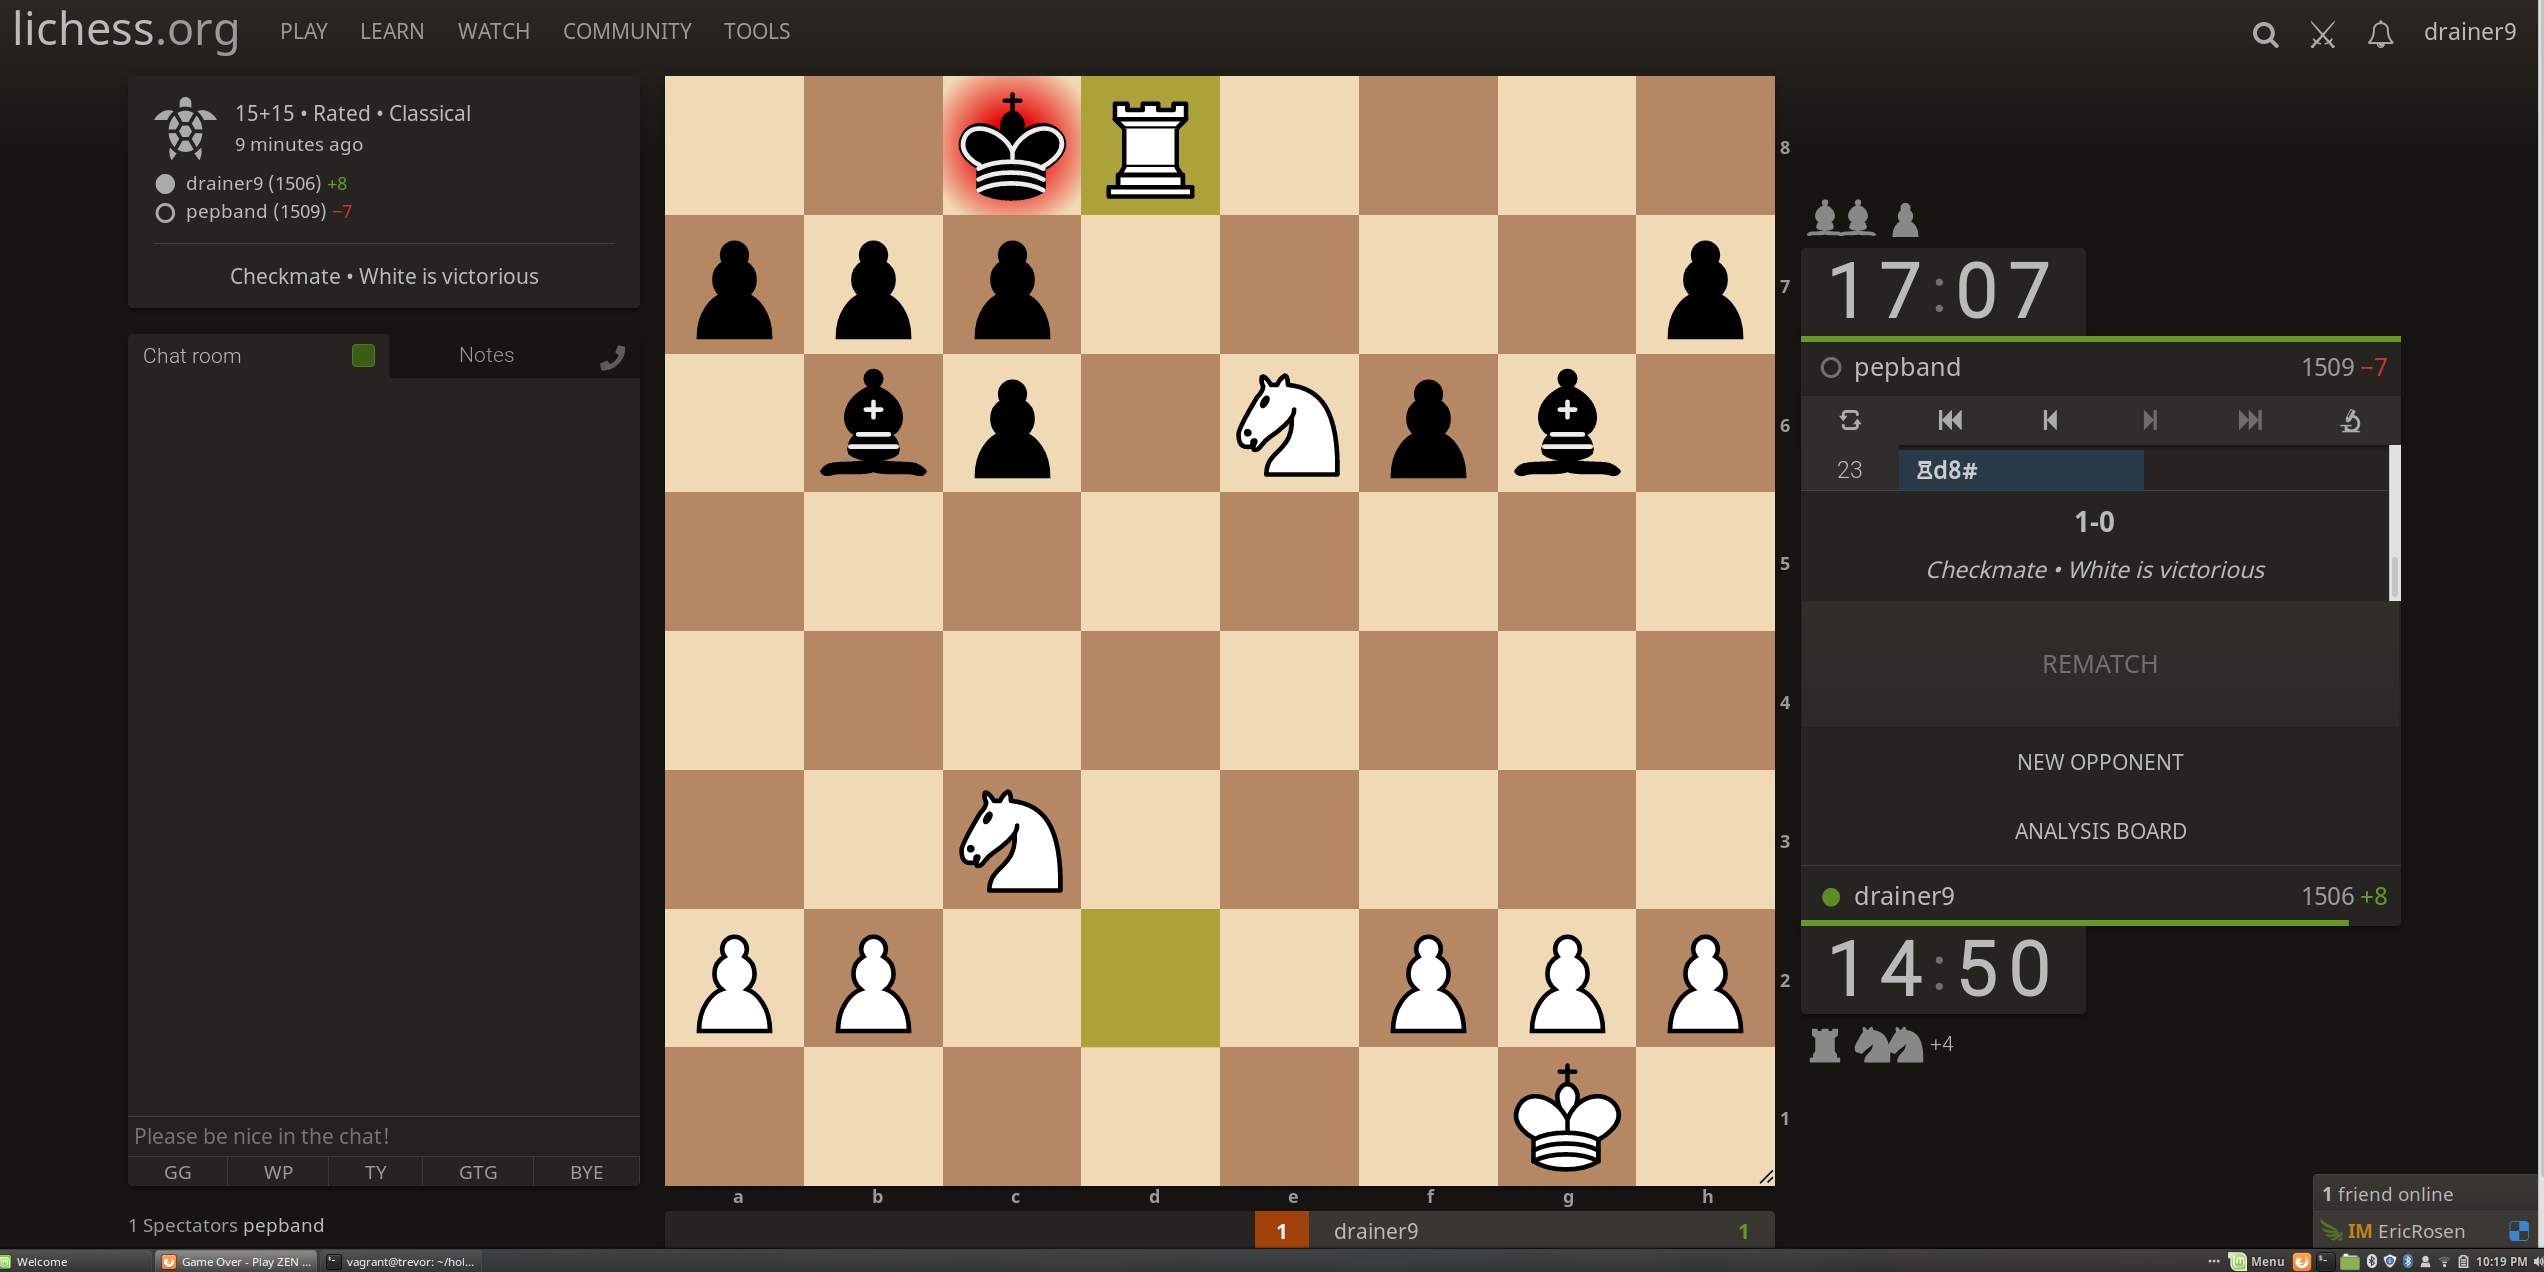 lichess.org PLAY LEARN WATCH COMMUNITY TOOLS drainer9
15+15 • Rated • Classical
9 minutes ago
drainer9 (1506) +8
pepband (1509) −7
Checkmate • White is victorious
Chat room Notes
Please be nice in the chat!
GG WP TY GTG BYE
1 Spectators pepband
8
7
6
5
4
3
2
1
a b c d e f g h
1 drainer9 1
17:07
pepband 1509 −7
23 ♖d8#
1-0
Checkmate • White is victorious
REMATCH
NEW OPPONENT
ANALYSIS BOARD
drainer9 1506 +8
14:50
+4
1 friend online
IM EricRosen
Welcome Game Over - Play ZEN ... vagrant@trevor: ~/hol... Menu 10:19 PM